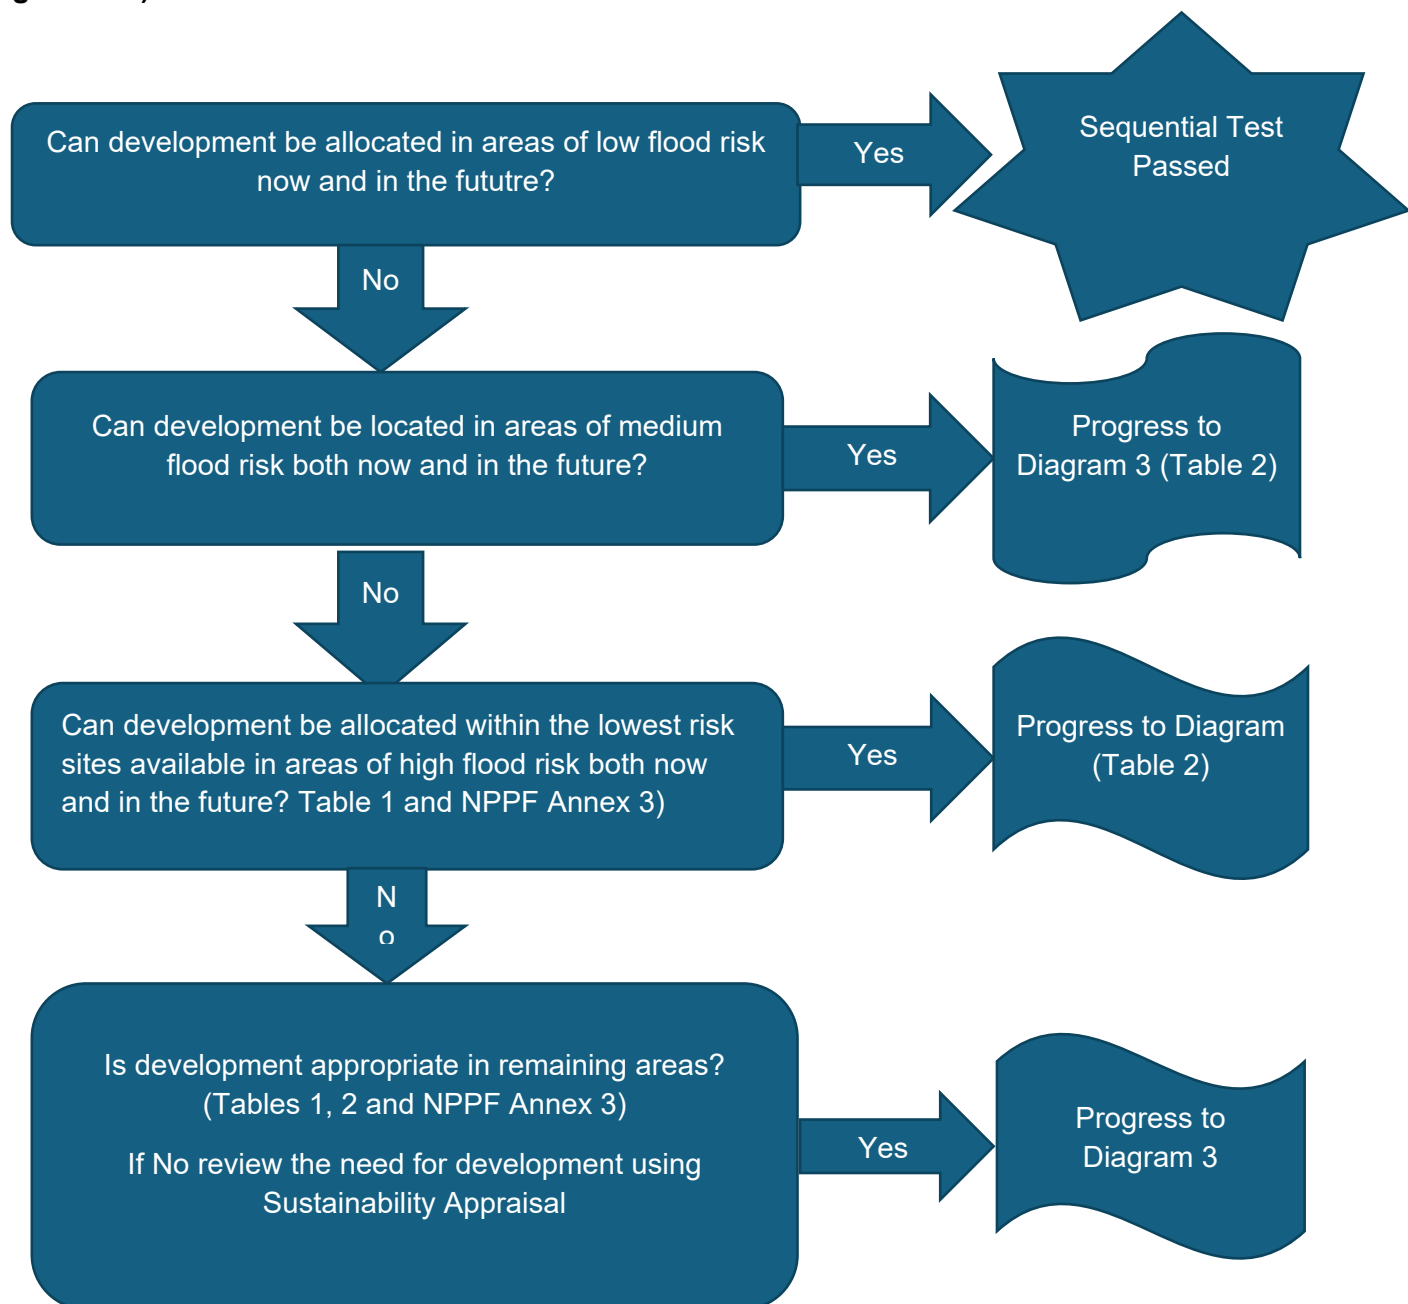 Can development be allocated in areas of low flood risk
now and in the fututre?
Yes
Sequential Test
Passed
No
Can development be located in areas of medium
flood risk both now and in the future?
Yes
Progress to
Diagram 3 (Table 2)
No
Can development be allocated within the lowest risk
sites available in areas of high flood risk both now
and in the future? Table 1 and NPPF Annex 3)
Yes
Progress to Diagram
(Table 2)
N
o
Is development appropriate in remaining areas?
(Tables 1, 2 and NPPF Annex 3)
If No review the need for development using
Sustainability Appraisal
Yes
Progress to
Diagram 3